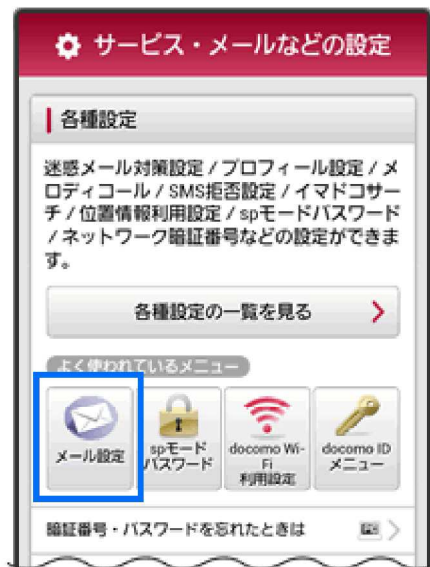 サービス・メールなどの設定
各種設定
迷惑メール対策設定 / プロフィール設定 / メ
ロディコール / SMS拒否設定 / イマドコサー
チ / 位置情報利用設定 / spモードパスワード
/ ネットワーク暗証番号などの設定ができま
す。
各種設定の一覧を見る
よく使われているメニュー
メール設定
spモード
パスワード
docomo Wi-
Fi
利用設定
docomo ID
メニュー
暗証番号・パスワードを忘れたときは